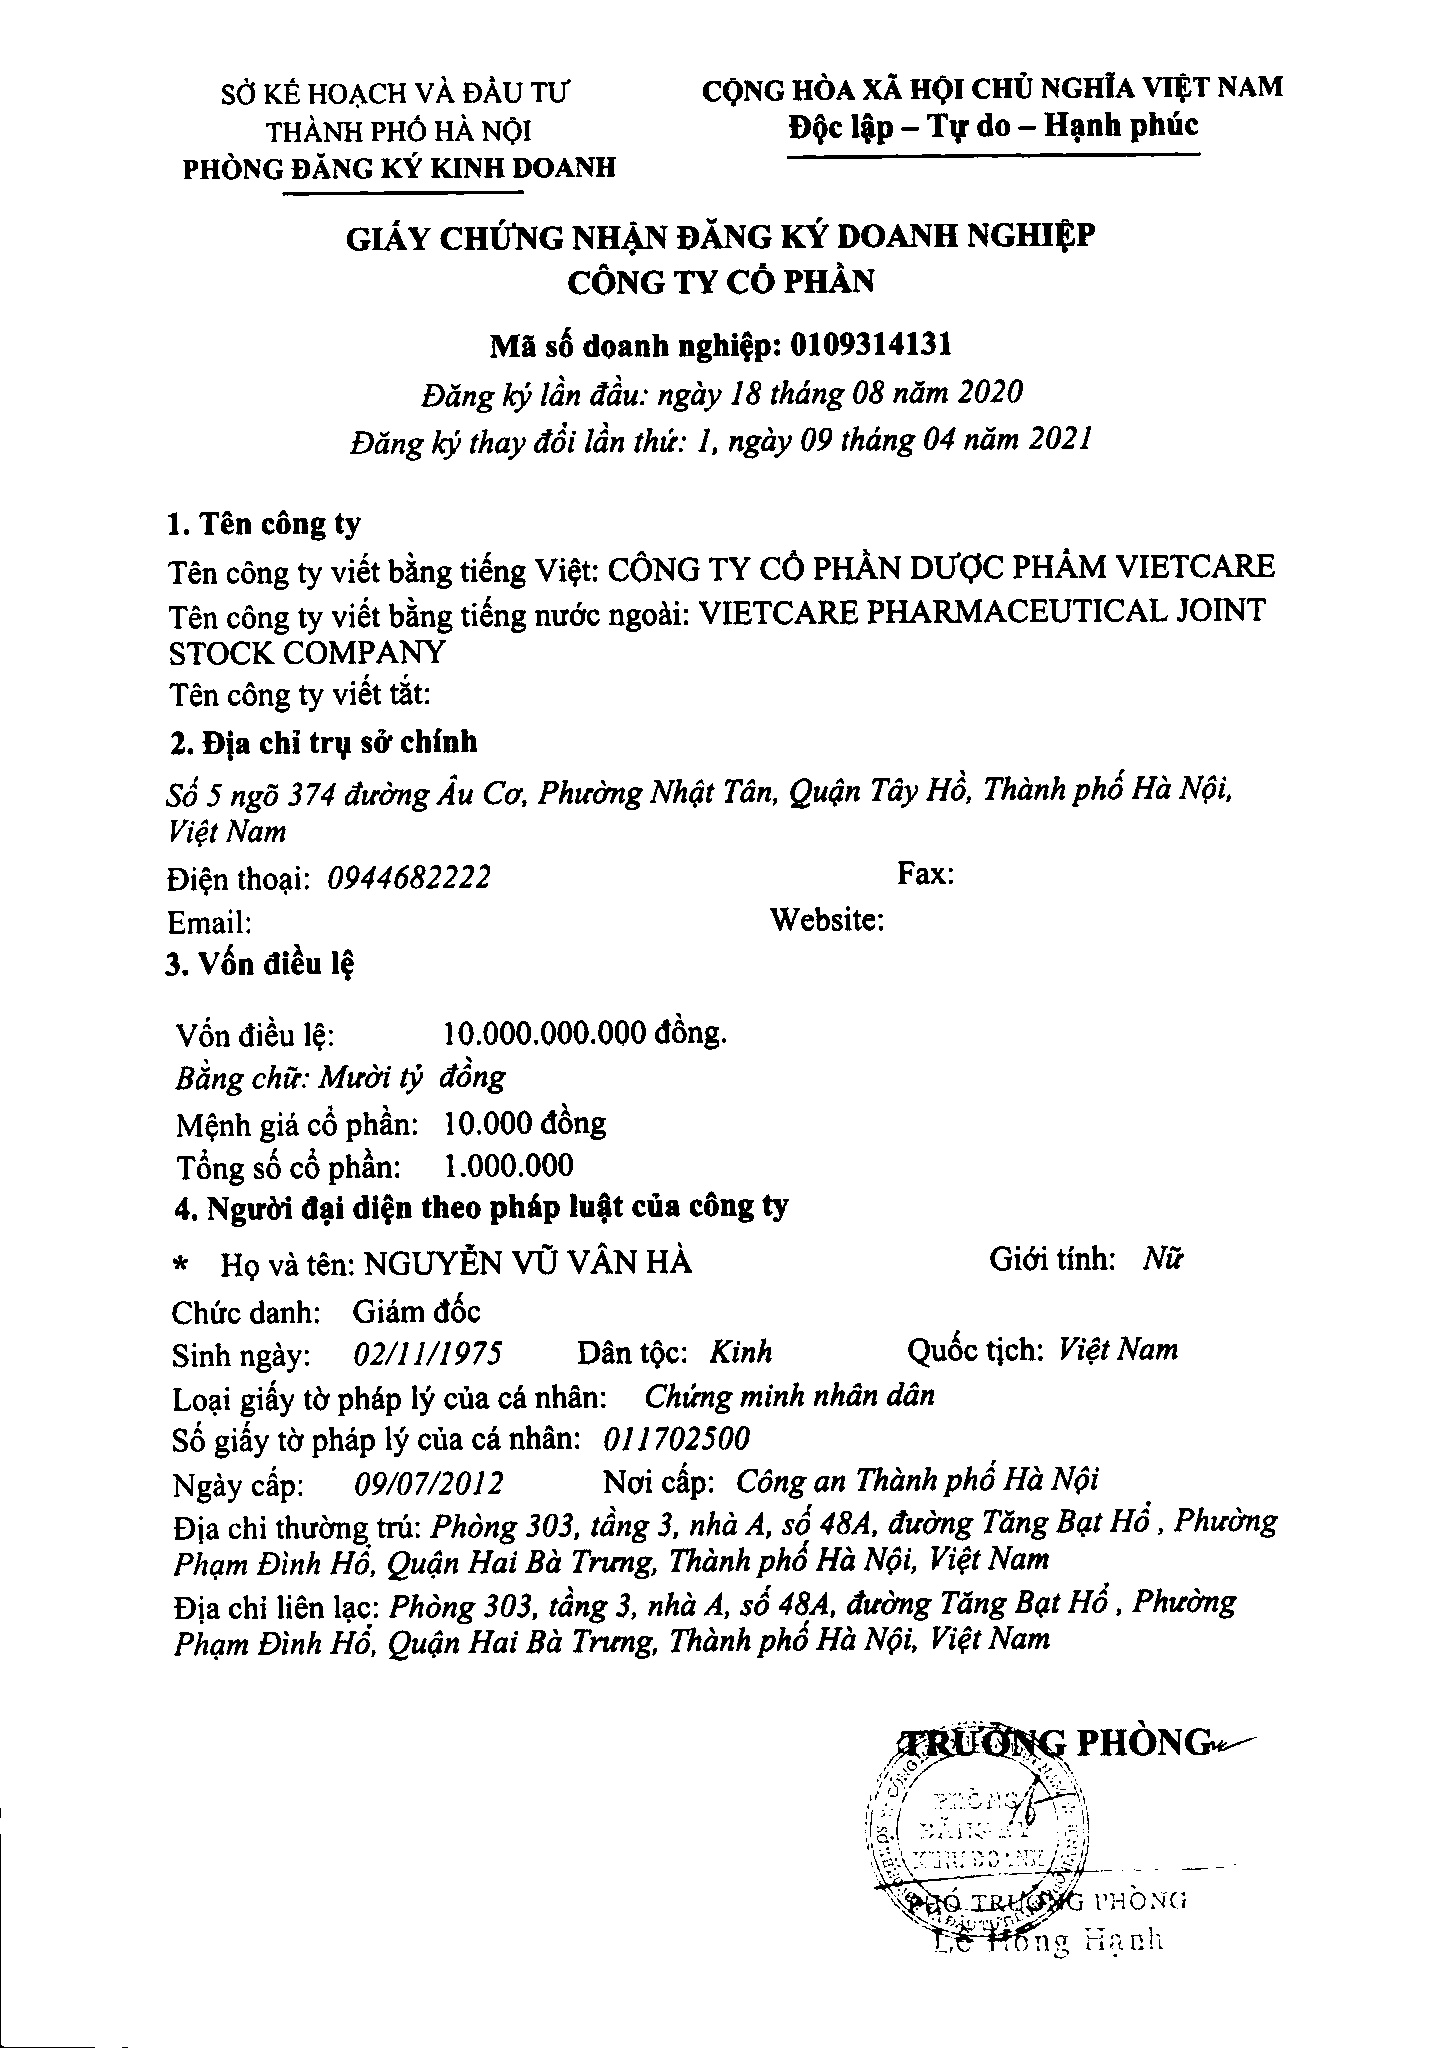 SỞ KẾ HOẠCH VÀ ĐẦU TƯ
THÀNH PHỐ HÀ NỘI
PHÒNG ĐĂNG KÝ KINH DOANH
CỘNG HÒA XÃ HỘI CHỦ NGHĨA VIỆT NAM
Độc lập – Tự do – Hạnh phúc
GIẤY CHỨNG NHẬN ĐĂNG KÝ DOANH NGHIỆP
CÔNG TY CỔ PHẦN
Mã số doanh nghiệp: 0109314131
Đăng ký lần đầu: ngày 18 tháng 08 năm 2020
Đăng ký thay đổi lần thứ: 1, ngày 09 tháng 04 năm 2021
1. Tên công ty
Tên công ty viết bằng tiếng Việt: CÔNG TY CỔ PHẦN DƯỢC PHẨM VIETCARE
Tên công ty viết bằng tiếng nước ngoài: VIETCARE PHARMACEUTICAL JOINT
STOCK COMPANY
Tên công ty viết tắt:
2. Địa chỉ trụ sở chính
Số 5 ngõ 374 đường Âu Cơ, Phường Nhật Tân, Quận Tây Hồ, Thành phố Hà Nội,
Việt Nam
Điện thoại: 0944682222 Fax:
Email: Website:
3. Vốn điều lệ
Vốn điều lệ: 10.000.000.000 đồng.
Bằng chữ: Mười tỷ đồng
Mệnh giá cổ phần: 10.000 đồng
Tổng số cổ phần: 1.000.000
4. Người đại diện theo pháp luật của công ty
* Họ và tên: NGUYỄN VŨ VÂN HÀ Giới tính: Nữ
Chức danh: Giám đốc
Sinh ngày: 02/11/1975 Dân tộc: Kinh Quốc tịch: Việt Nam
Loại giấy tờ pháp lý của cá nhân: Chứng minh nhân dân
Số giấy tờ pháp lý của cá nhân: 011702500
Ngày cấp: 09/07/2012 Nơi cấp: Công an Thành phố Hà Nội
Địa chỉ thường trú: Phòng 303, tầng 3, nhà A, số 48A, đường Tăng Bạt Hổ , Phường
Phạm Đình Hổ, Quận Hai Bà Trưng, Thành phố Hà Nội, Việt Nam
Địa chỉ liên lạc: Phòng 303, tầng 3, nhà A, số 48A, đường Tăng Bạt Hổ , Phường
Phạm Đình Hổ, Quận Hai Bà Trưng, Thành phố Hà Nội, Việt Nam
TRƯỞNG PHÒNG
PHÒNG
ĐĂNG KÝ
KINH DOANH
PHÓ TRƯỞNG PHÒNG
Lê Hồng Hạnh